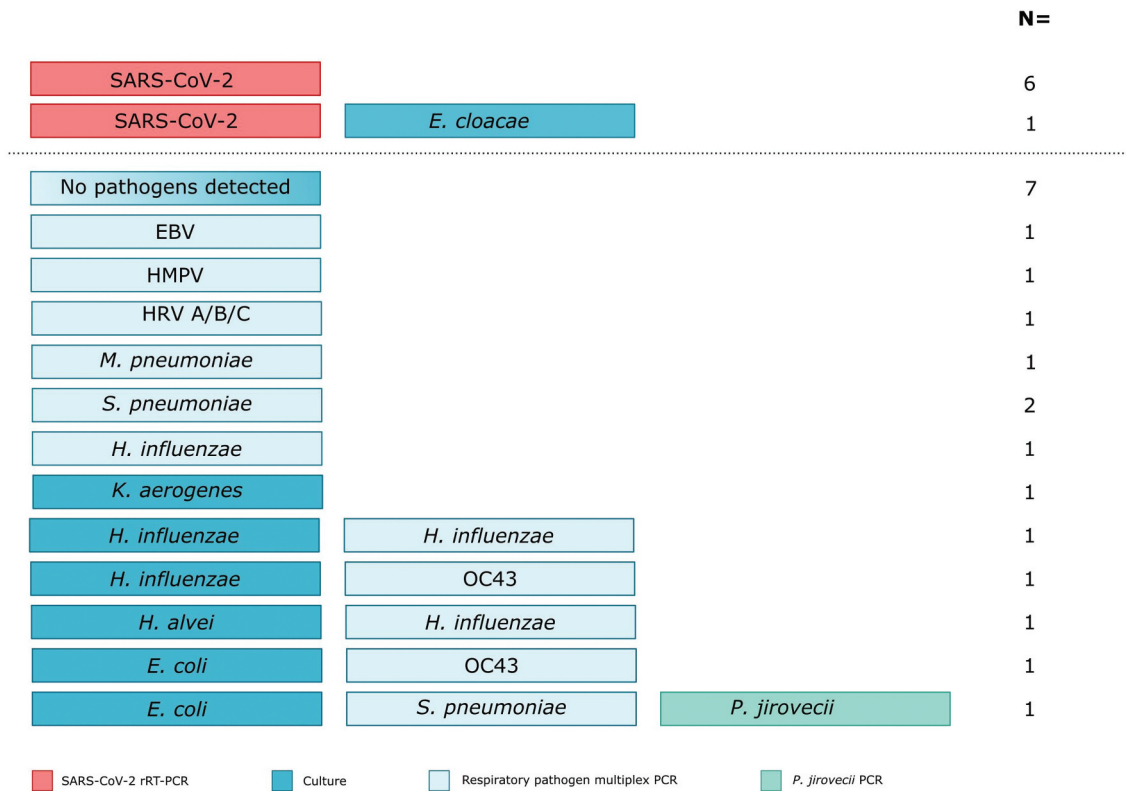 N=
SARS-CoV-2 6
SARS-CoV-2 E. cloacae 1
No pathogens detected 7
EBV 1
HMPV 1
HRV A/B/C 1
M. pneumoniae 1
S. pneumoniae 2
H. influenzae 1
K. aerogenes 1
H. influenzae H. influenzae 1
H. influenzae OC43 1
H. alvei H. influenzae 1
E. coli OC43 1
E. coli S. pneumoniae P. jirovecii 1
SARS-CoV-2 rRT-PCR Culture Respiratory pathogen multiplex PCR P. jirovecii PCR